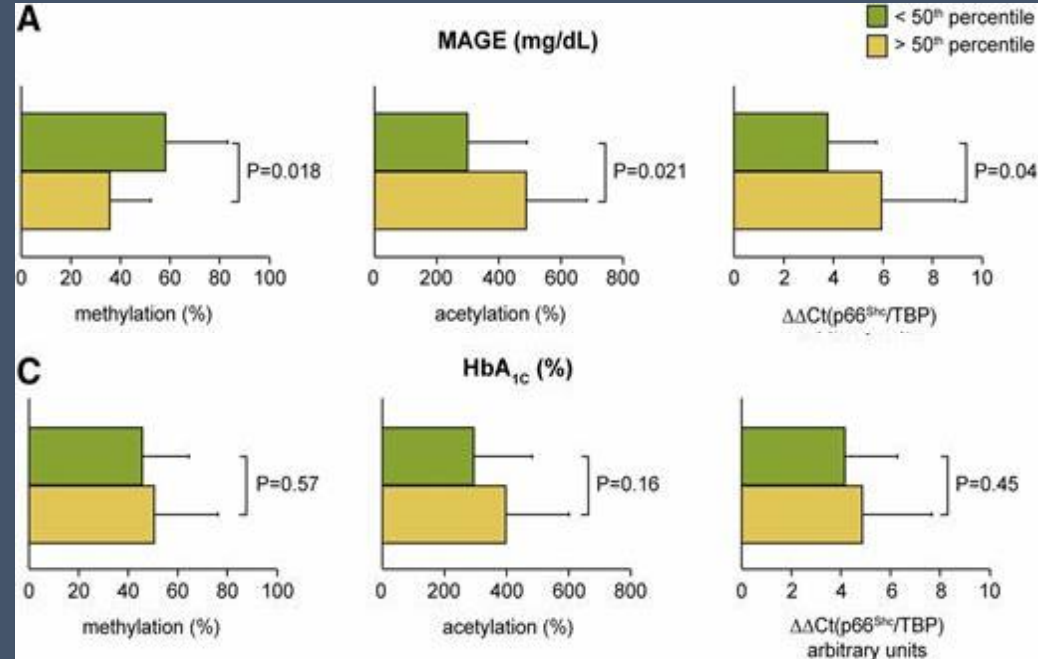 A
MAGE (mg/dL)
< 50th percentile
> 50th percentile
P=0.018
P=0.021
P=0.04
0 20 40 60 80 100
0 200 400 600 800
0 2 4 6 8 10
methylation (%)
acetylation (%)
ΔΔCt(p66Shc/TBP)
C
HbA1C (%)
P=0.57
P=0.16
P=0.45
0 20 40 60 80 100
0 200 400 600 800
0 2 4 6 8 10
methylation (%)
acetylation (%)
ΔΔCt(p66Shc/TBP)
arbitrary units